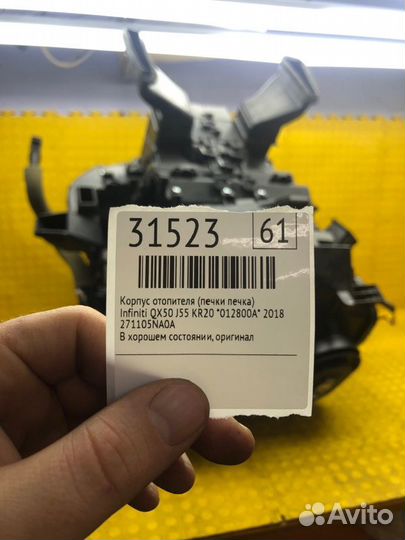 31523 61
Корпус отопителя (печки печка)
Infiniti QX50 J55 KR20 "012800A" 2018
271105NA0A
В хорошем состоянии, оригинал
Avito